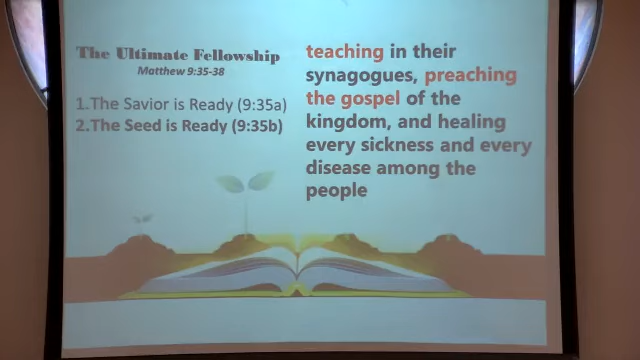 The Ultimate Fellowship
Matthew 9:35-38
1.The Savior is Ready (9:35a)
2.The Seed is Ready (9:35b)
teaching in their
synagogues, preaching
the gospel of the
kingdom, and healing
every sickness and every
disease among the
people